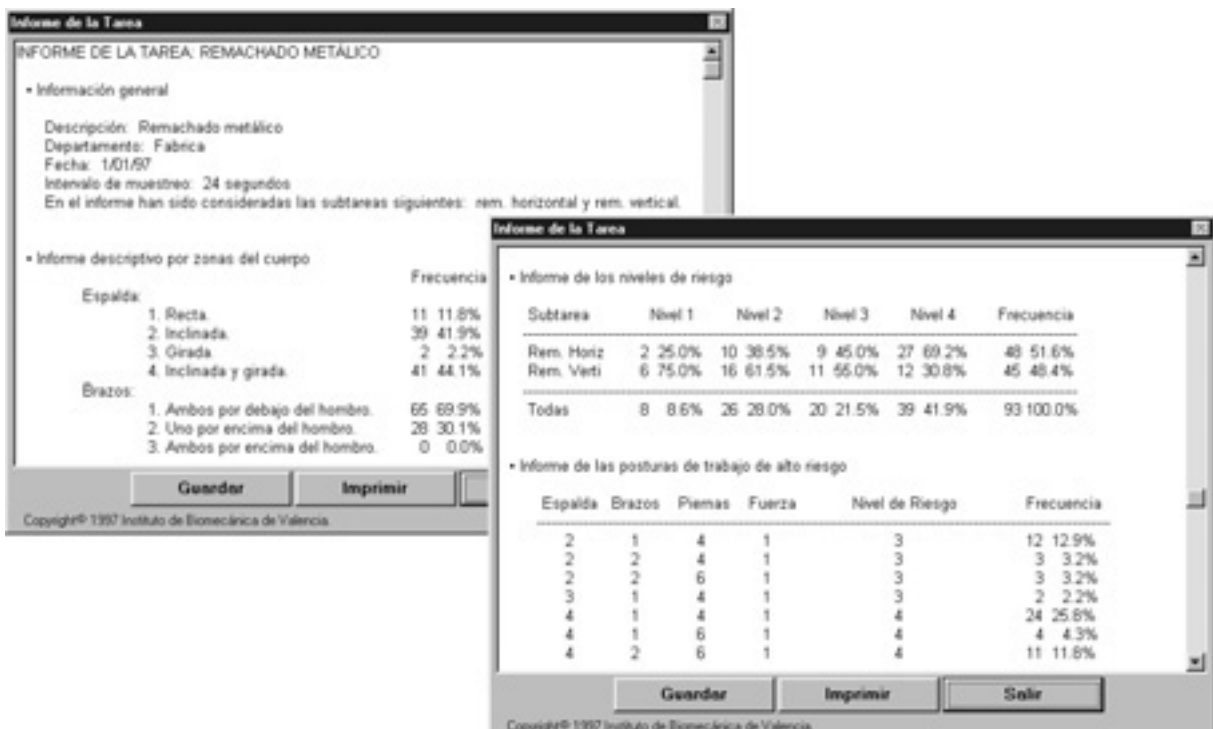 Informe de la Tarea
INFORME DE LA TAREA: REMACHADO METÁLICO
• Información general
Descripción: Remachado metálico
Departamento: Fabrica
Fecha: 1/01/97
Intervalo de muestreo: 24 segundos
En el informe han sido consideradas las subtareas siguientes: rem. horizontal y rem. vertical.
• Informe descriptivo por zonas del cuerpo
Frecuencia
Espalda:
1. Recta. 11 11.8%
2. Inclinada. 39 41.9%
3. Girada. 2 2.2%
4. Inclinada y girada. 41 44.1%
Brazos:
1. Ambos por debajo del hombro. 65 69.9%
2. Uno por encima del hombro. 28 30.1%
3. Ambos por encima del hombro. 0 0.0%
Guardar Imprimir
Copyright© 1997 Instituto de Biomecánica de Valencia.
Informe de la Tarea
• Informe de los niveles de riesgo
Subtarea Nivel 1 Nivel 2 Nivel 3 Nivel 4 Frecuencia
Rem. Horiz 2 25.0% 10 38.5% 9 45.0% 27 69.2% 48 51.6%
Rem. Verti 6 75.0% 16 61.5% 11 55.0% 12 30.8% 45 48.4%
Todas 8 8.6% 26 28.0% 20 21.5% 39 41.9% 93 100.0%
• Informe de las posturas de trabajo de alto riesgo
Espalda Brazos Piernas Fuerza Nivel de Riesgo Frecuencia
2 1 4 1 3 12 12.9%
2 2 4 1 3 3 3.2%
2 2 6 1 3 3 3.2%
3 1 4 1 3 2 2.2%
4 1 4 1 4 24 25.8%
4 1 6 1 4 4 4.3%
4 2 6 1 4 11 11.8%
Guardar Imprimir Salir
Copyright© 1997 Instituto de Biomecánica de Valencia.